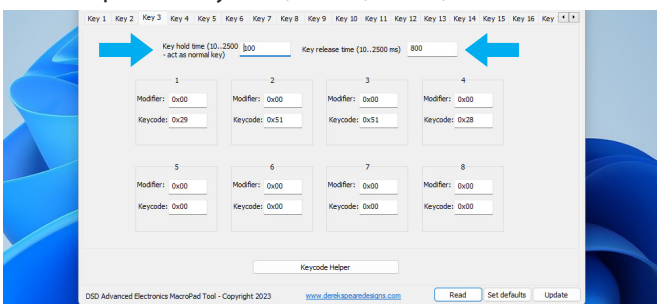 Key 1 Key 2 Key 3 Key 4 Key 5 Key 6 Key 7 Key 8 Key 9 Key 10 Key 11 Key 12 Key 13 Key 14 Key 15 Key 16 Key
Key hold time (10..2500 100 Key release time (10..2500 ms) 800
- act as normal key)
1 2 3 4
Modifier: 0x00 Modifier: 0x00 Modifier: 0x00 Modifier: 0x00
Keycode: 0x29 Keycode: 0x51 Keycode: 0x51 Keycode: 0x28
5 6 7 8
Modifier: 0x00 Modifier: 0x00 Modifier: 0x00 Modifier: 0x00
Keycode: 0x00 Keycode: 0x00 Keycode: 0x00 Keycode: 0x00
Keycode Helper
DSD Advanced Electronics MacroPad Tool - Copyright 2023 www.derekspearedesigns.com Read Set defaults Update